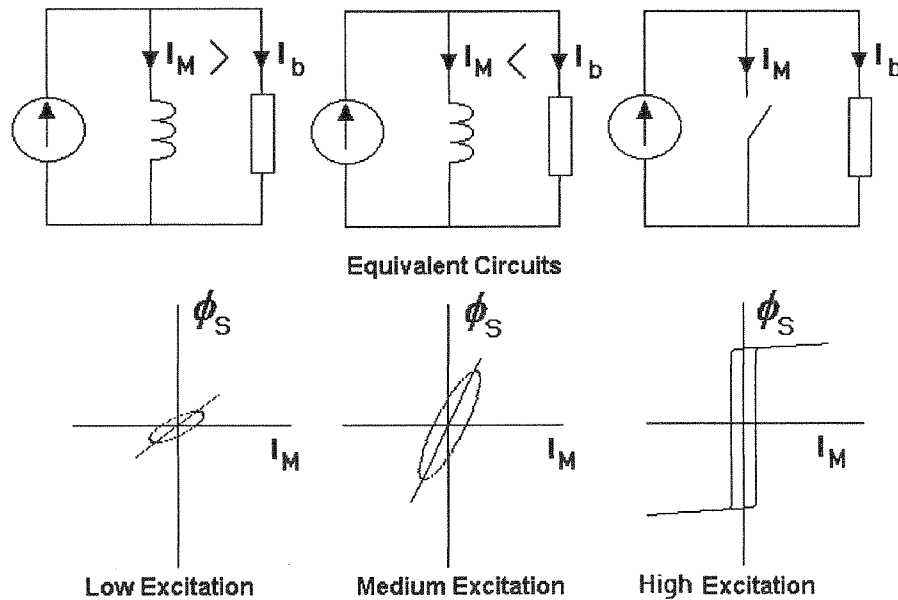 I_M > I_b
I_M < I_b
I_M I_b
Equivalent Circuits
ϕ_S
ϕ_S
ϕ_S
I_M
I_M
I_M
Low Excitation
Medium Excitation
High Excitation